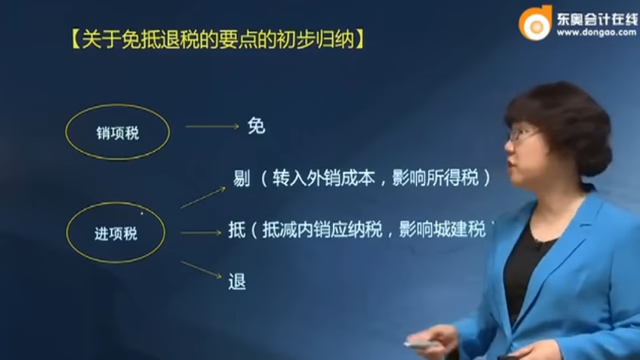 东奥会计在线
www.dongao.com
【关于免抵退税的要点的初步归纳】
销项税
免
剔（转入外销成本，影响所得税）
进项税
抵（抵减内销应纳税，影响城建税）
退